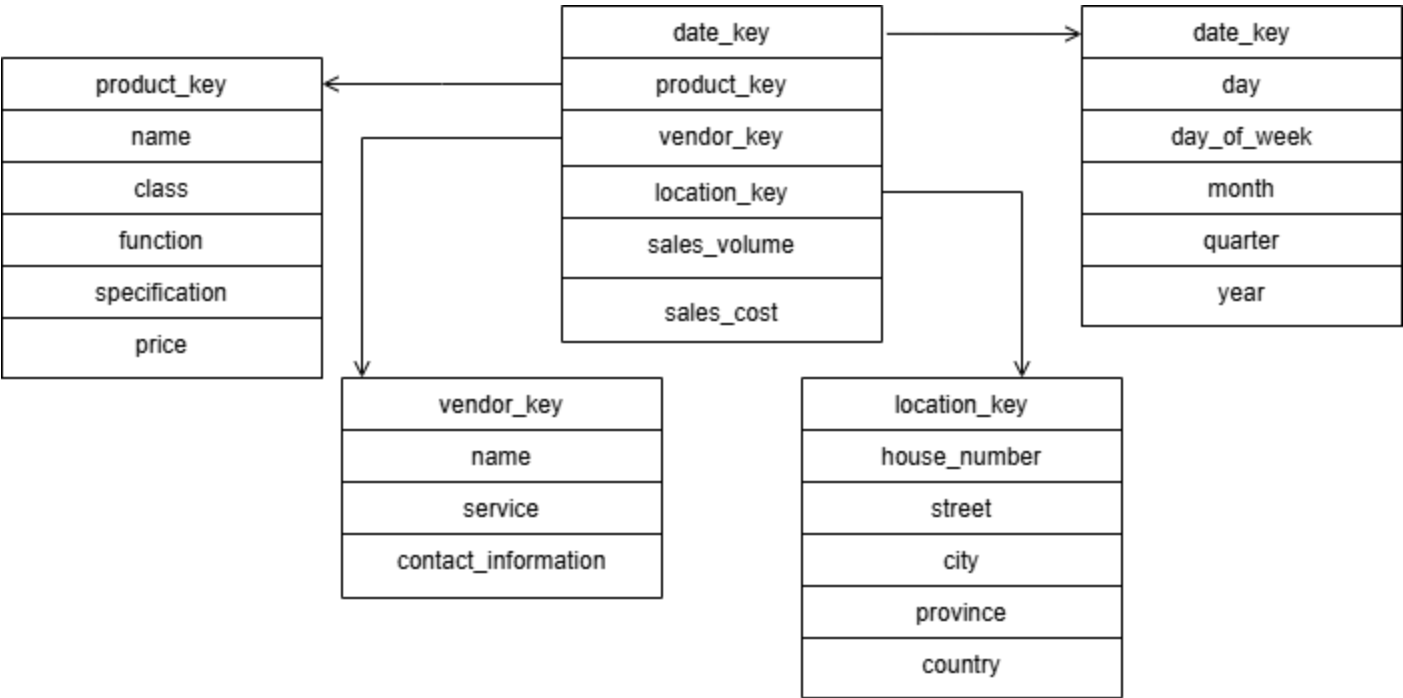 date_key
product_key
vendor_key
location_key
sales_volume
sales_cost
date_key
day
day_of_week
month
quarter
year
product_key
name
class
function
specification
price
vendor_key
name
service
contact_information
location_key
house_number
street
city
province
country